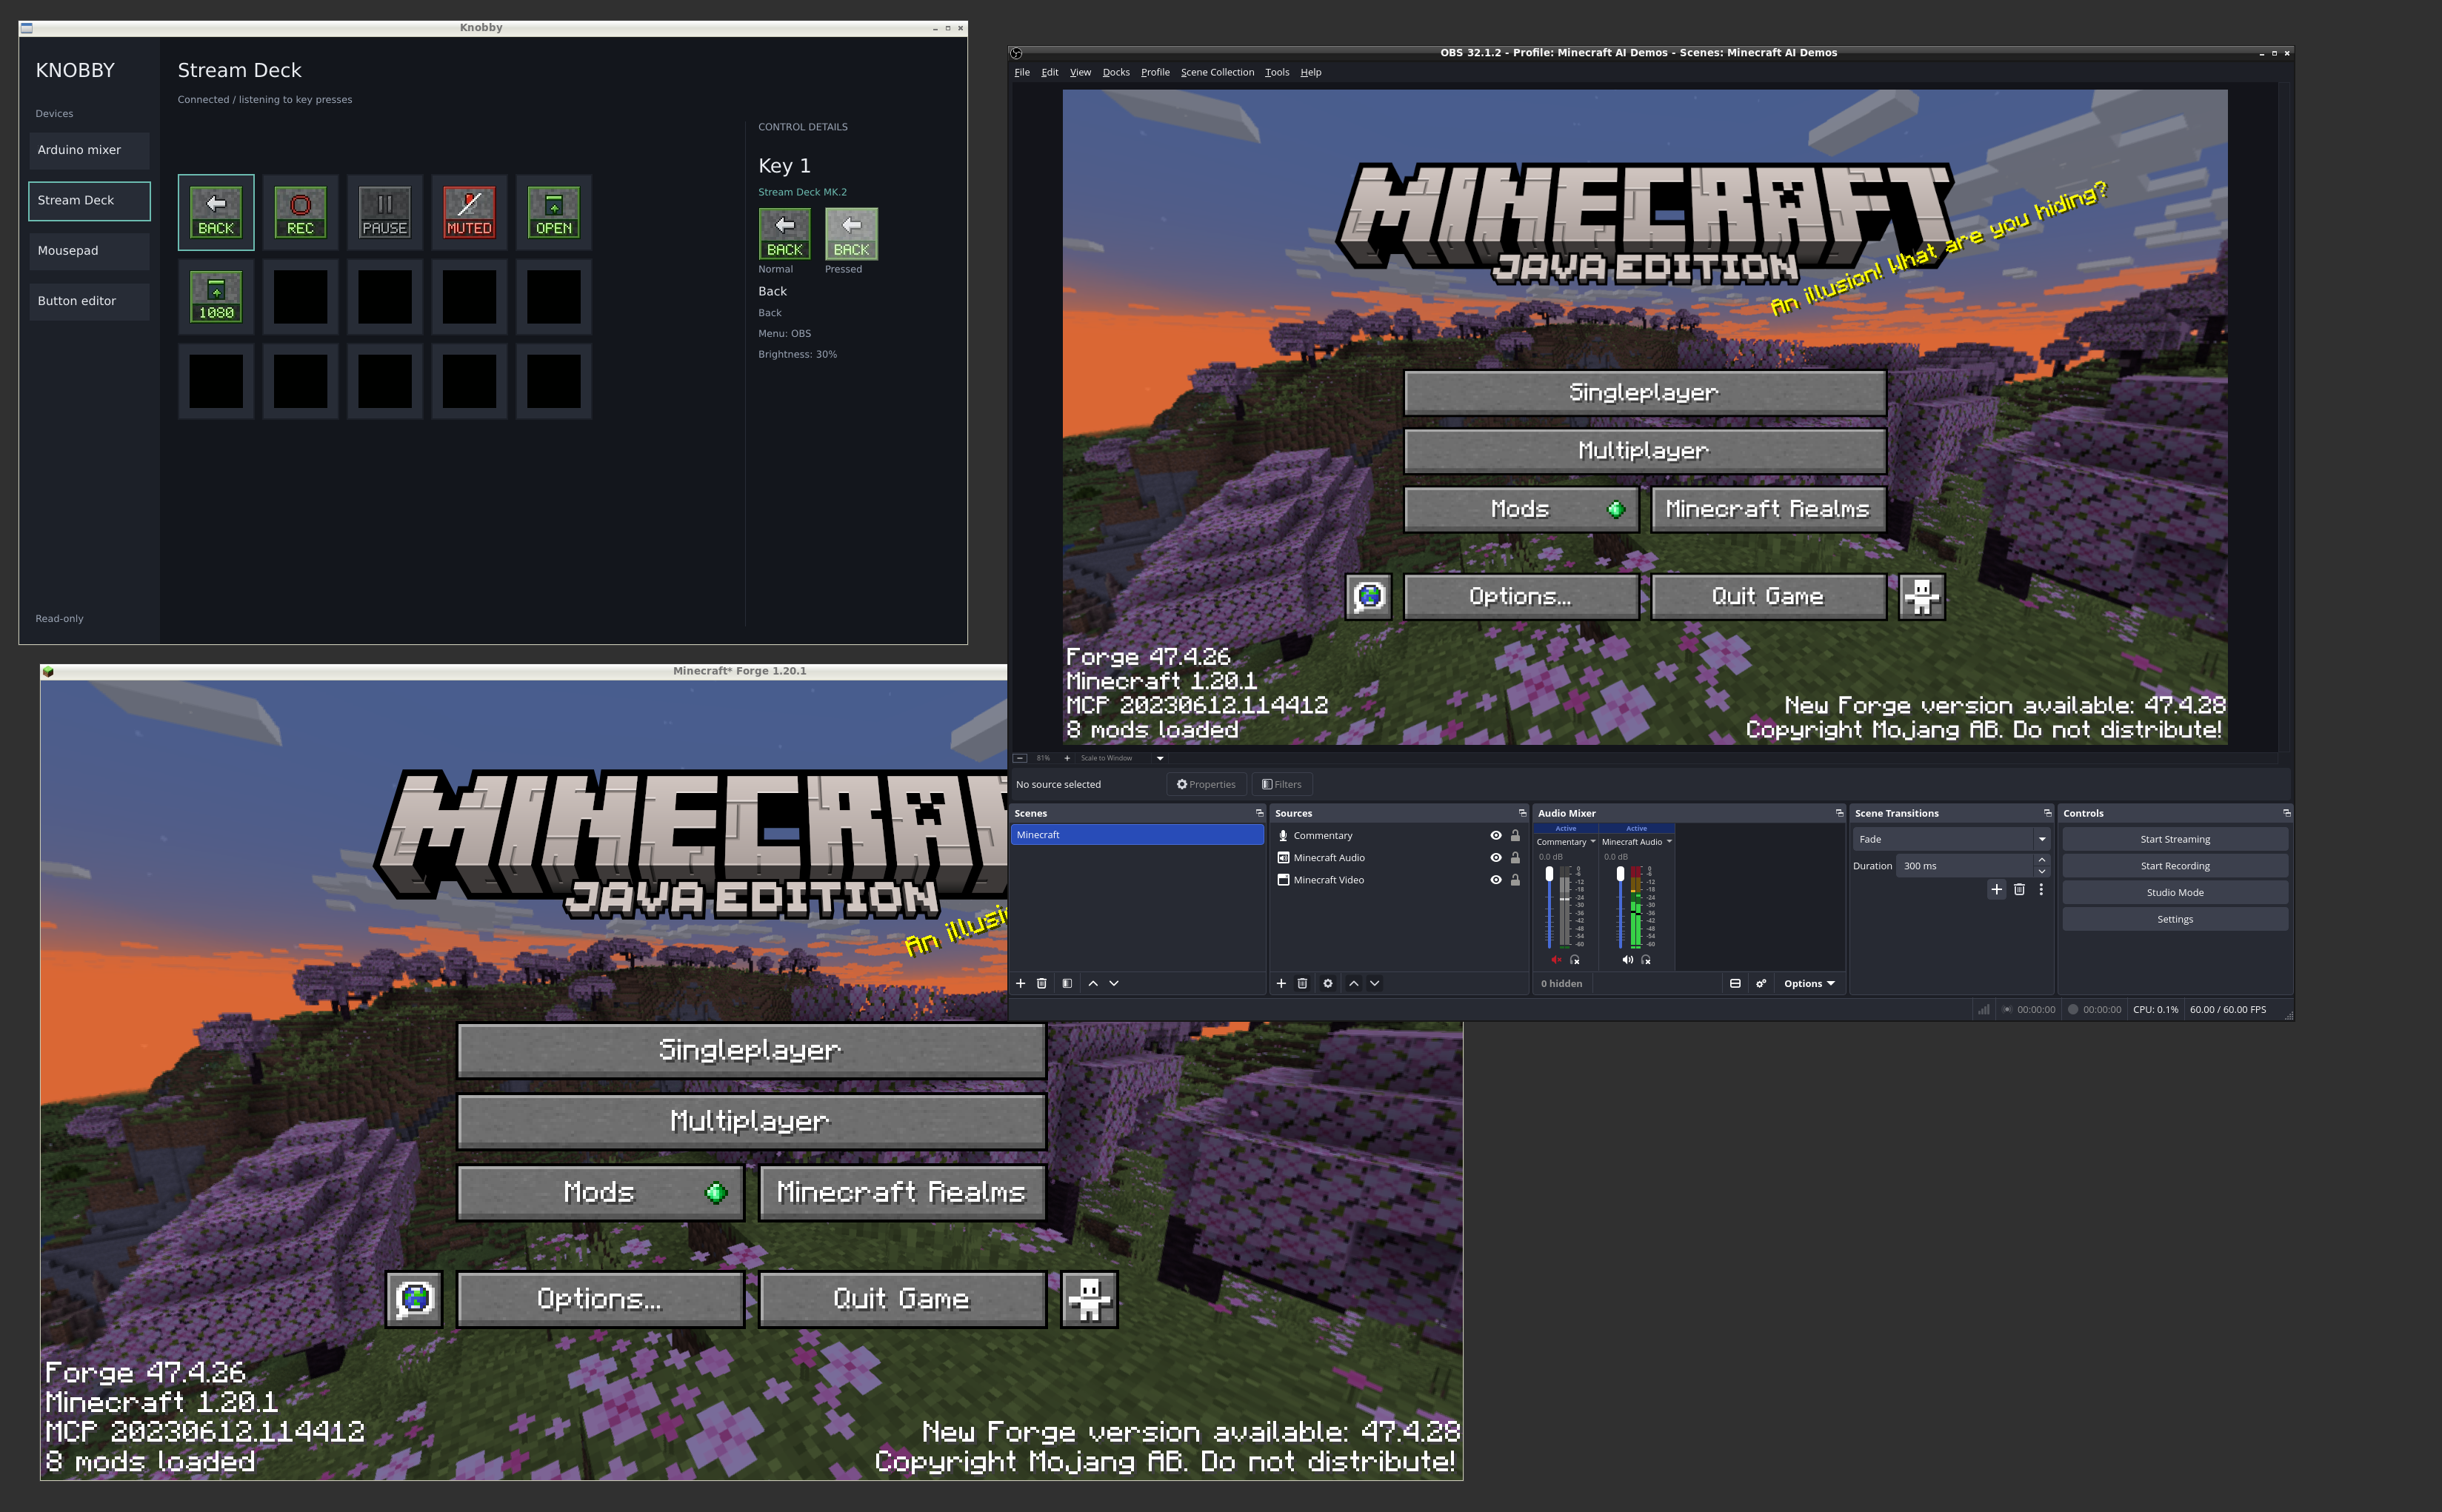 Knobby
KNOBBY
Devices
Arduino mixer
Stream Deck
Mousepad
Button editor
Read-only
Stream Deck
Connected / listening to key presses
BACK
REC
PAUSE
MUTED
OPEN
1080
CONTROL DETAILS
Key 1
Stream Deck MK.2
BACK
BACK
Normal Pressed
Back
Back
Menu: OBS
Brightness: 30%
OBS 32.1.2 - Profile: Minecraft AI Demos - Scenes: Minecraft AI Demos
File Edit View Docks Profile Scene Collection Tools Help
MINECRAFT
JAVA EDITION
An illusion! What are you hiding?
Singleplayer
Multiplayer
Mods
Minecraft Realms
Options...
Quit Game
Forge 47.4.26
Minecraft 1.20.1
MCP 20230612.114412
8 mods loaded
New Forge version available: 47.4.28
Copyright Mojang AB. Do not distribute!
81% Scale to Window
No source selected
Properties
Filters
Scenes
Minecraft
Sources
Commentary
Minecraft Audio
Minecraft Video
Audio Mixer
Active Active
Commentary Minecraft Audio
0.0 dB 0.0 dB
0 hidden
Options
Scene Transitions
Fade
Duration 300 ms
Controls
Start Streaming
Start Recording
Studio Mode
Settings
00:00:00 00:00:00 CPU: 0.1% 60.00 / 60.00 FPS
Minecraft* Forge 1.20.1
MINECRAF
JAVA EDITION
An illusi
Singleplayer
Multiplayer
Mods
Minecraft Realms
Options...
Quit Game
Forge 47.4.26
Minecraft 1.20.1
MCP 20230612.114412
8 mods loaded
New Forge version available: 47.4.28
Copyright Mojang AB. Do not distribute!